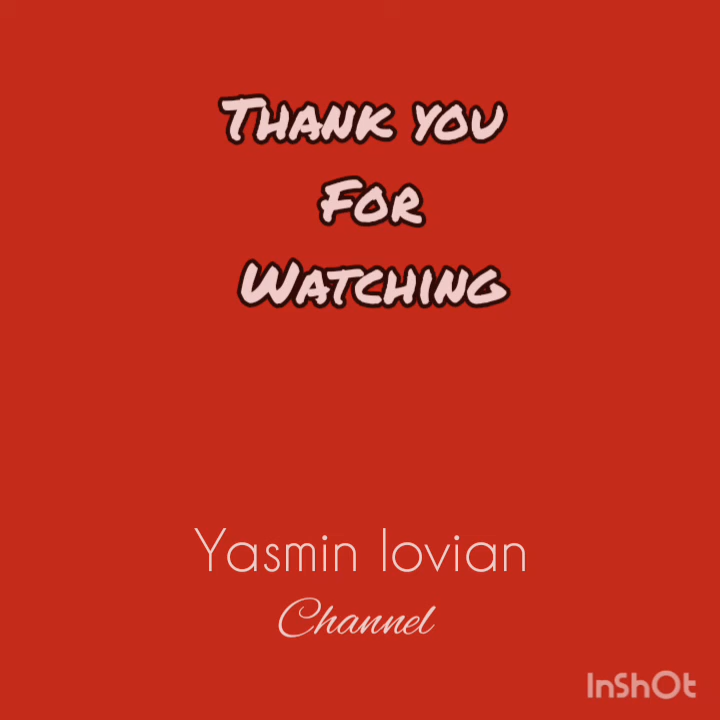 THANK YOU
FOR
WATCHING
Yasmin lovian
Channel
InShOt